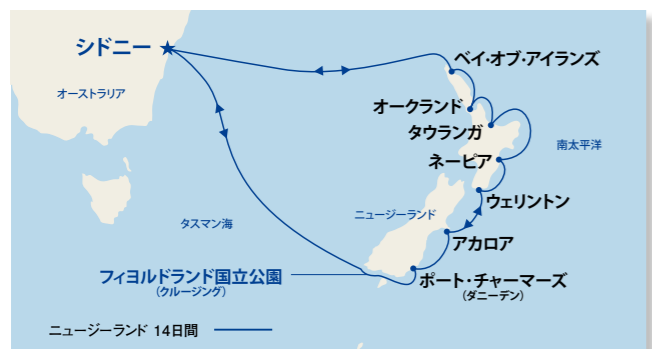 シドニー
ベイ・オブ・アイランズ
オーストラリア
オークランド
タウランガ
南太平洋
ネーピア
ウェリントン
ニュージーランド
タスマン海
アカロア
フィヨルドランド国立公園
(クルージング)
ポート・チャーマーズ
(ダニーデン)
ニュージーランド 14日間